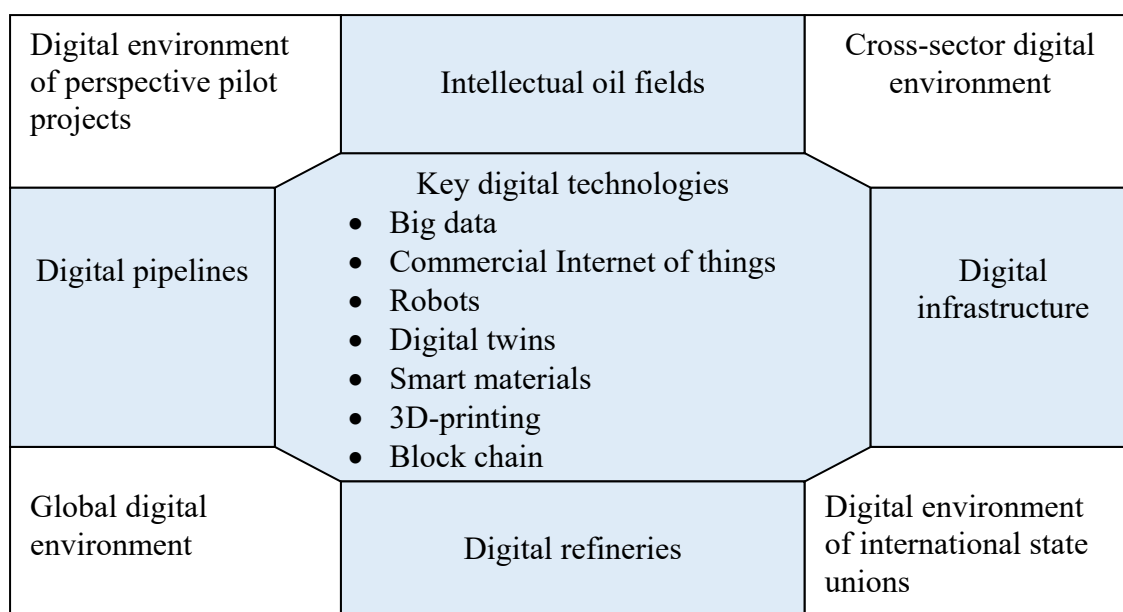 Digital environment
of perspective pilot
projects
Intellectual oil fields
Cross-sector digital
environment
Digital pipelines
Key digital technologies
• Big data
• Commercial Internet of things
• Robots
• Digital twins
• Smart materials
• 3D-printing
• Block chain
Digital
infrastructure
Global digital
environment
Digital refineries
Digital environment
of international state
unions